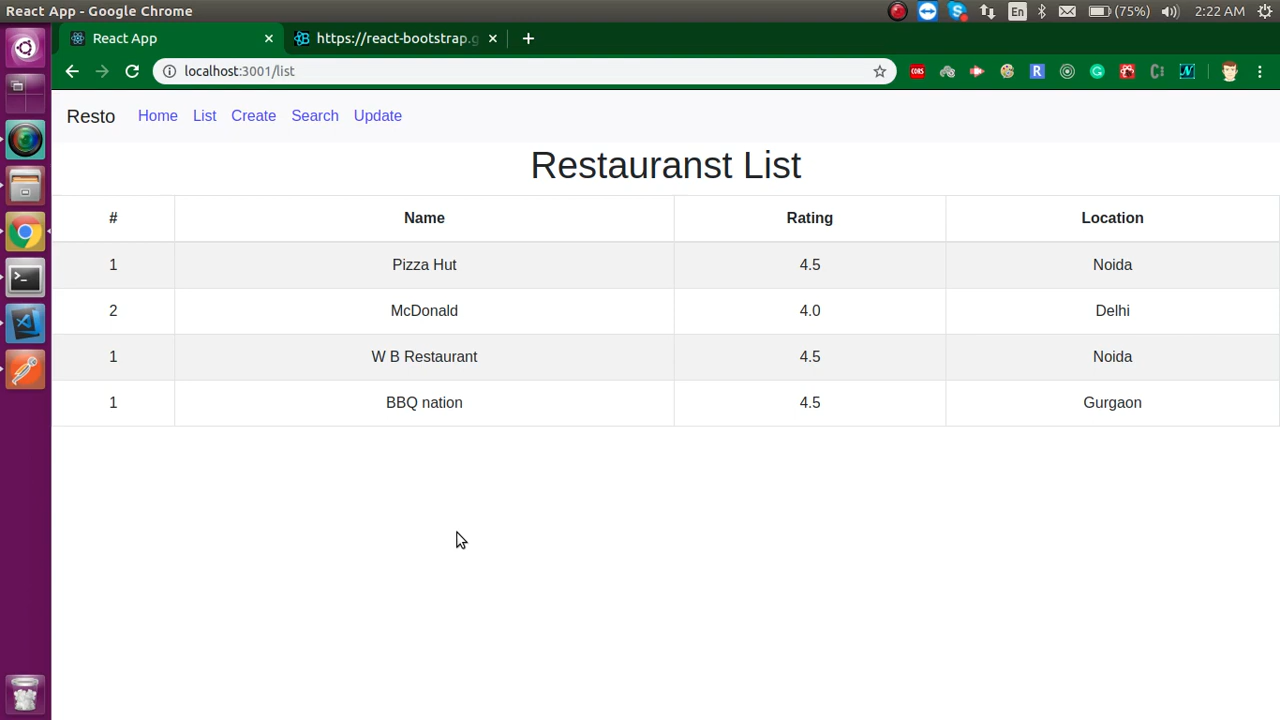 React App - Google Chrome En (75%) 2:22 AM
React App https://react-bootstrap.g
localhost:3001/list CORS R
Resto Home List Create Search Update
Restauranst List
# Name Rating Location
1 Pizza Hut 4.5 Noida
2 McDonald 4.0 Delhi
1 W B Restaurant 4.5 Noida
1 BBQ nation 4.5 Gurgaon